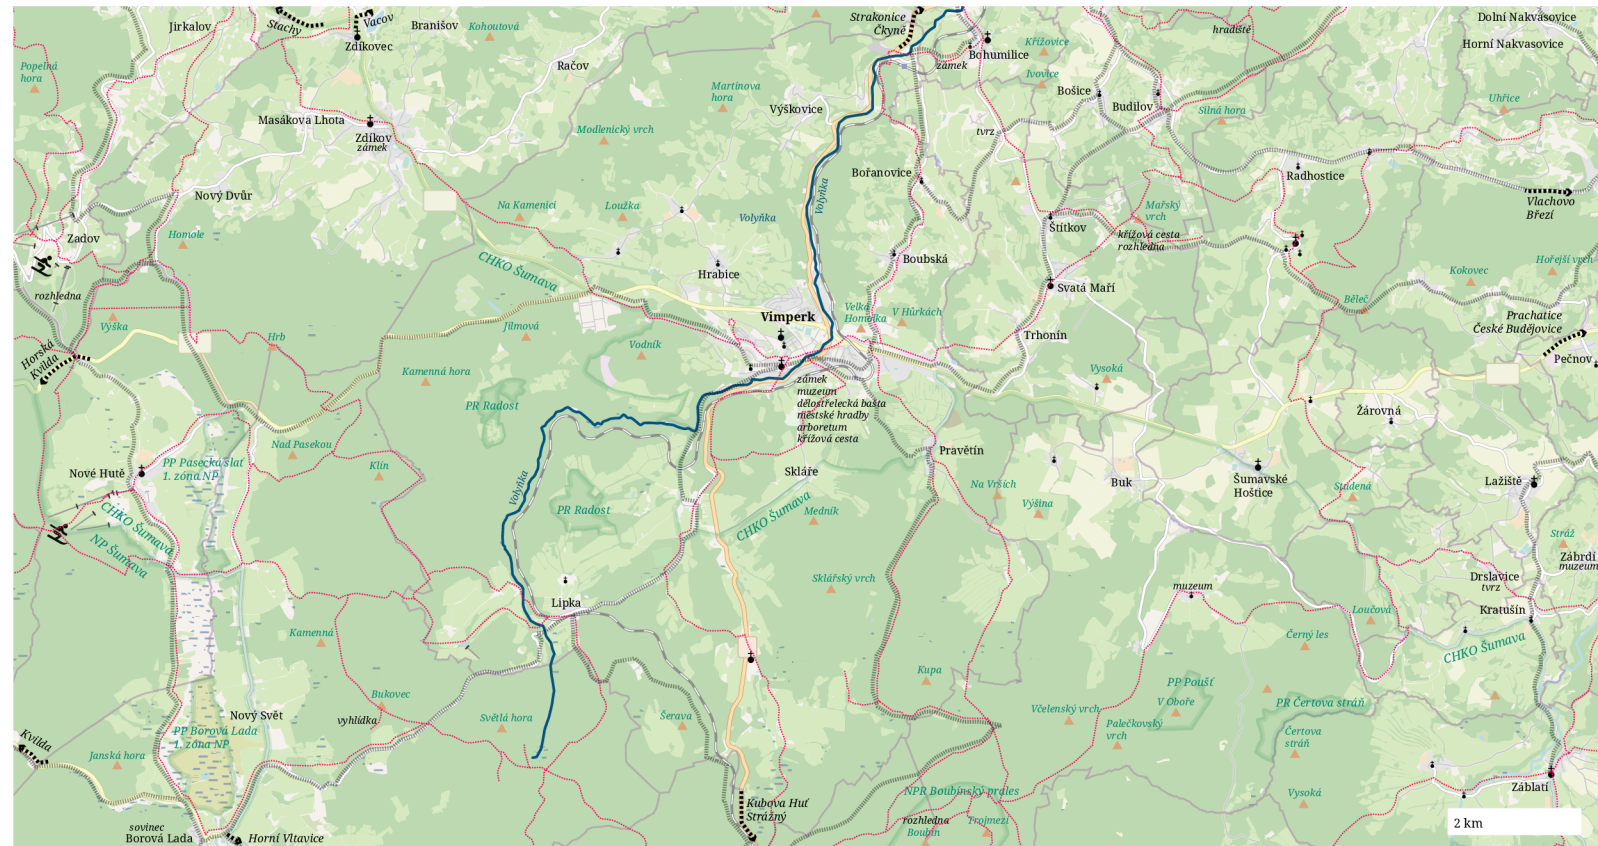 Jirkalov
Stachy
Vacov
Zdíkovec
Branišov
Kohoutová
Strakonice
Čkyně
zámek
Bohumilice
Křížovice
Ivovice
hradiště
Dolní Nakvasovice
Horní Nakvasovice
Popelná
hora
Račov
Martinova
hora
Výškovice
Bošice
Budilov
Silná hora
Uhřice
Masákova Lhota
Zdíkov
zámek
Modlenický vrch
tvrz
Bořanovice
Radhostice
Nový Dvůr
Na Kamenici
Loužka
Volyňka
Volyňka
Mařský
vrch
Vlachovo
Březí
Zadov
Homole
Štítkov
křížová cesta
rozhledna
CHKO Šumava
Hrabice
Boubská
Svatá Maří
Kokovec
Hořejší vrch
rozhledna
Výška
Jilmová
Vimperk
Velká
Homolka
V Hůrkách
Běleč
Prachatice
České Budějovice
Horská
Kvilda
Hrb
Vodník
Trhonín
Pečnov
Kamenná hora
Vysoká
zámek
muzeum
dělostřelecká bašta
městské hradby
arboretum
křížová cesta
PR Radost
Žárovná
Nad Pasekou
Klín
Pravětín
Nové Hutě
PP Pasecká slať
1. zóna NP
Skláře
Na Vrších
Buk
Šumavské
Hoštice
Studená
Lažiště
Volyňka
PR Radost
CHKO Šumava
Medník
Výšina
CHKO Šumava
NP Šumava
Stráž
Zábrdí
muzeum
Sklářský vrch
muzeum
Drslavice
tvrz
Lipka
Loučová
Kratušín
Kamenná
Černý les
CHKO Šumava
Kupa
PP Poušť
V Oboře
PR Čertova stráň
Bukovec
vyhlídka
Světlá hora
Šerava
Včelenský vrch
Palečkovský
vrch
Čertova
stráň
Nový Svět
PP Borová Lada
1. zóna NP
Kvilda
Janská hora
Záblatí
NPR Boubínský prales
Vysoká
Kubova Huť
Strážný
rozhledna
Boubín
Trojmezí
sovinec
Borová Lada
Horní Vltavice
2 km